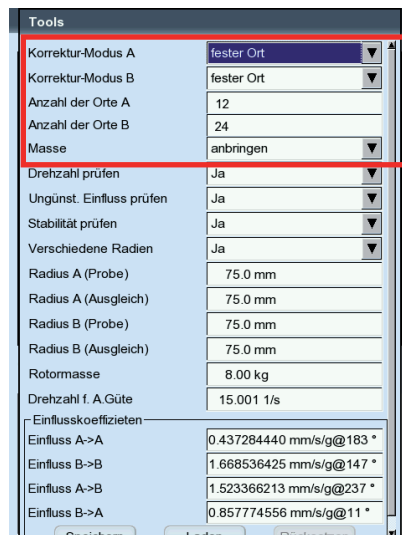 Tools
Korrektur-Modus A fester Ort
Korrektur-Modus B fester Ort
Anzahl der Orte A 12
Anzahl der Orte B 24
Masse anbringen
Drehzahl prüfen Ja
Ungünst. Einfluss prüfen Ja
Stabilität prüfen Ja
Verschiedene Radien Ja
Radius A (Probe) 75.0 mm
Radius A (Ausgleich) 75.0 mm
Radius B (Probe) 75.0 mm
Radius B (Ausgleich) 75.0 mm
Rotormasse 8.00 kg
Drehzahl f. A.Güte 15.001 1/s
Einflusskoeffizieten
Einfluss A->A 0.437284440 mm/s/g@183 °
Einfluss B->B 1.668536425 mm/s/g@147 °
Einfluss A->B 1.523366213 mm/s/g@237 °
Einfluss B->A 0.857774556 mm/s/g@11 °